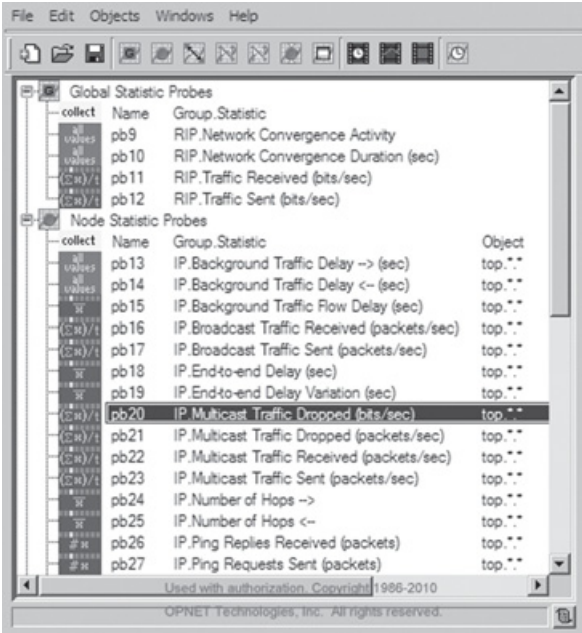 File Edit Objects Windows Help
Global Statistic Probes
collect Name Group.Statistic
all values pb9 RIP.Network Convergence Activity
all values pb10 RIP.Network Convergence Duration (sec)
(Σx)/t pb11 RIP.Traffic Received (bits/sec)
(Σx)/t pb12 RIP.Traffic Sent (bits/sec)
Node Statistic Probes
collect Name Group.Statistic Object
all values pb13 IP.Background Traffic Delay --> (sec) top.*.*
all values pb14 IP.Background Traffic Delay <-- (sec) top.*.*
x̄ pb15 IP.Background Traffic Flow Delay (sec) top.*.*
(Σx)/t pb16 IP.Broadcast Traffic Received (packets/sec) top.*.*
(Σx)/t pb17 IP.Broadcast Traffic Sent (packets/sec) top.*.*
x̄ pb18 IP.End-to-end Delay (sec) top.*.*
x̄ pb19 IP.End-to-end Delay Variation (sec) top.*.*
(Σx)/t pb20 IP.Multicast Traffic Dropped (bits/sec) top.*.*
(Σx)/t pb21 IP.Multicast Traffic Dropped (packets/sec) top.*.*
(Σx)/t pb22 IP.Multicast Traffic Received (packets/sec) top.*.*
(Σx)/t pb23 IP.Multicast Traffic Sent (packets/sec) top.*.*
x̄ pb24 IP.Number of Hops --> top.*.*
x̄ pb25 IP.Number of Hops <-- top.*.*
#x pb26 IP.Ping Replies Received (packets) top.*.*
#x pb27 IP.Ping Requests Sent (packets) top.*.*
Used with authorization. Copyright 1986-2010
OPNET Technologies, Inc. All rights reserved.